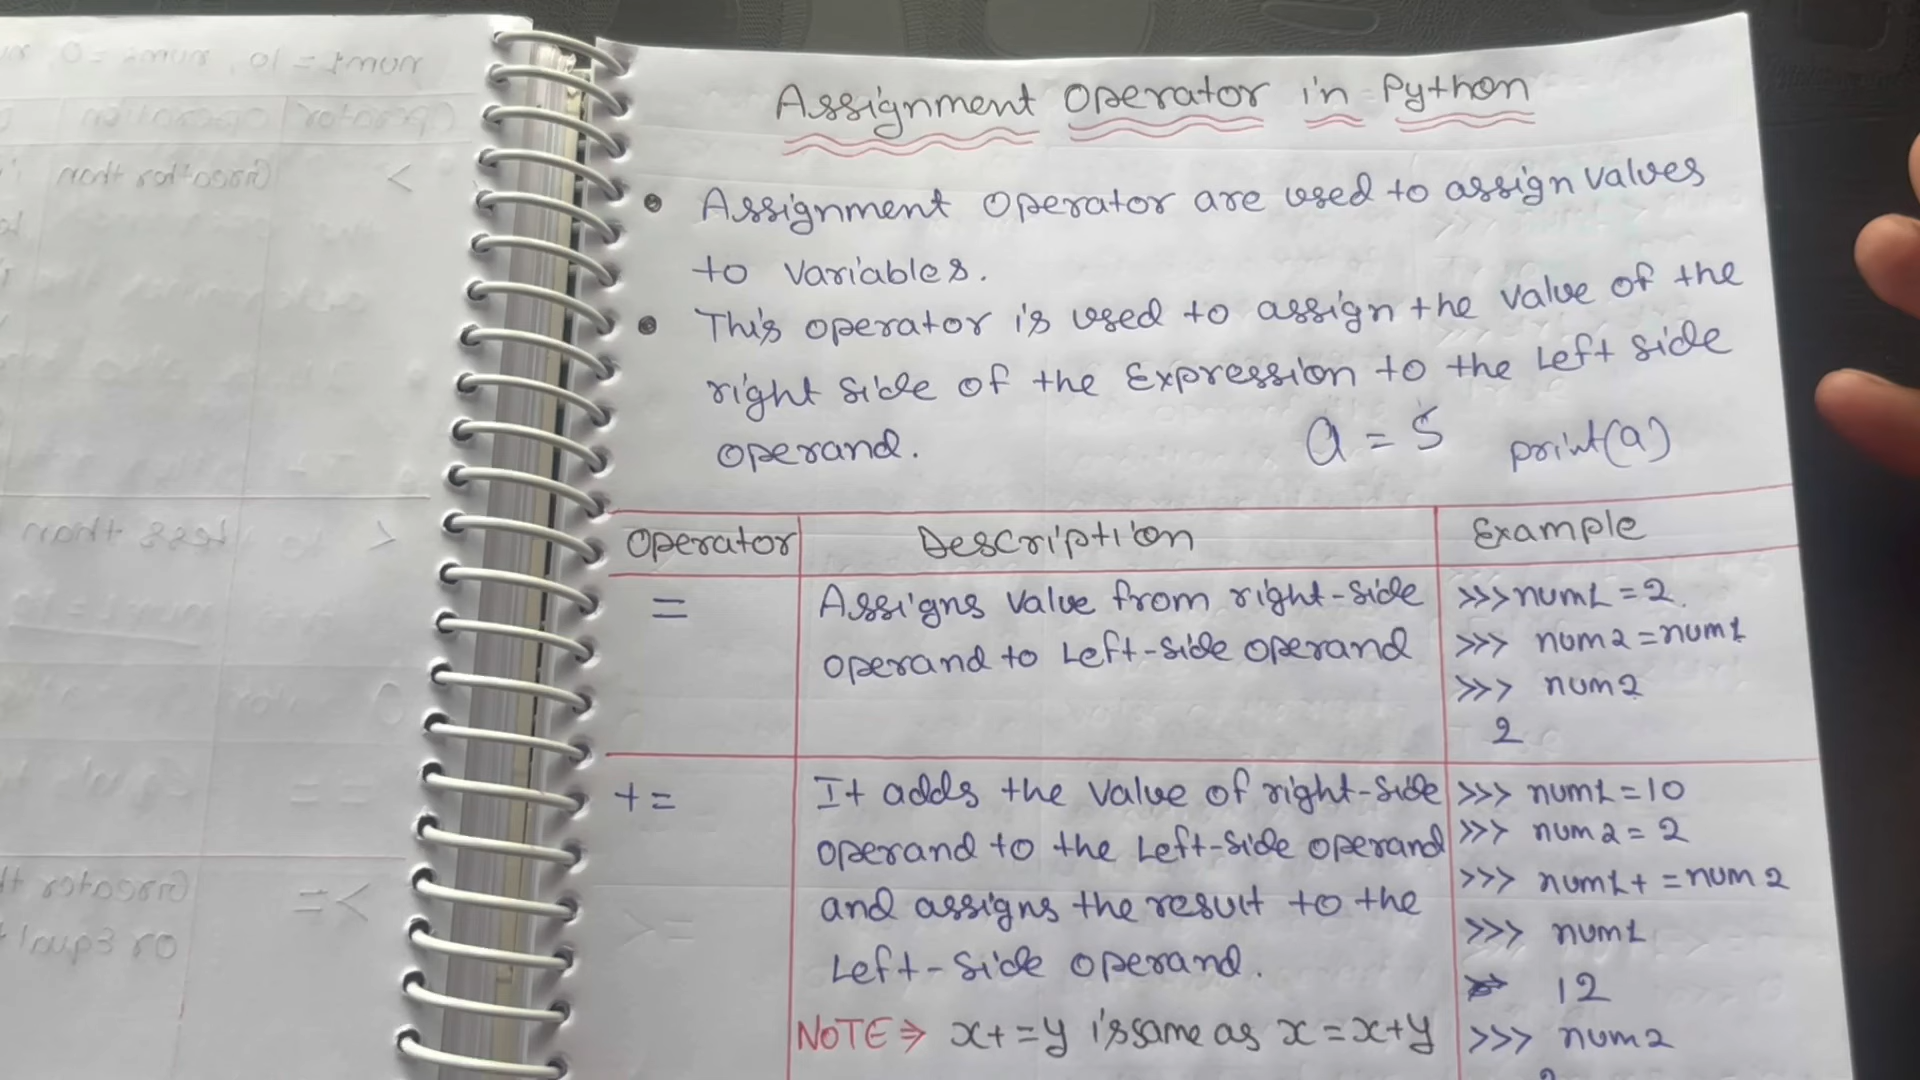 Assignment Operator in Python
• Assignment Operator are used to assign values
to variables.
• This operator is used to assign the value of the
right side of the Expression to the Left side
operand.
a = 5 print(a)
Operator Description Example
= Assigns value from right-side
operand to Left-side operand
>>> num1 = 2
>>> num2 = num1
>>> num2
2
+= It adds the value of right-side
operand to the Left-side operand
and assigns the result to the
Left-side operand.
NOTE ⇒ x+=y is same as x=x+y
>>> num1 = 10
>>> num2 = 2
>>> num1+=num2
>>> num1
12
>>> num2